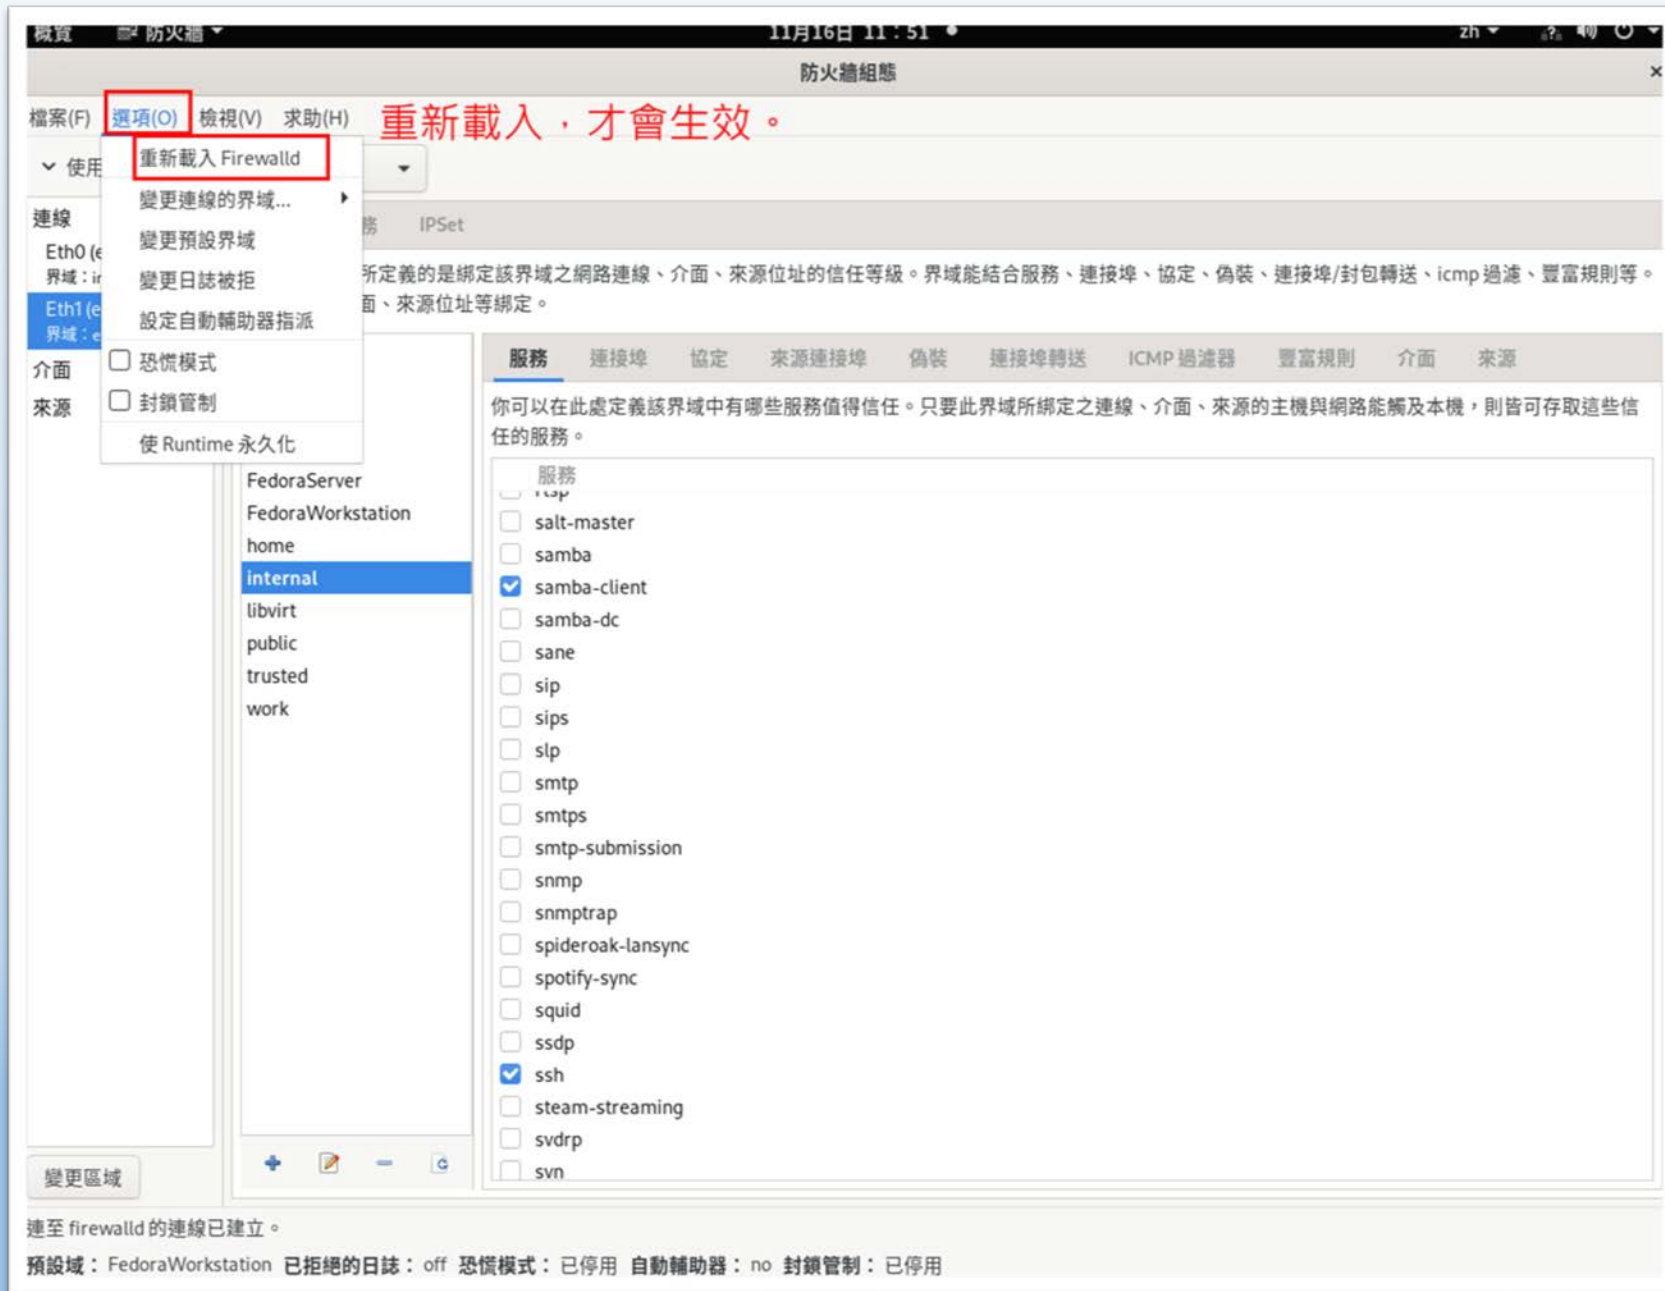 概覽 防火牆 11月16日 11：51 zh
防火牆組態
檔案(F) 選項(O) 檢視(V) 求助(H)
重新載入，才會生效。
重新載入 Firewalld
使用
變更連線的界域...
連線
務 IPSet
變更預設界域
Eth0 (e
界域：in
所定義的是綁定該界域之網路連線、介面、來源位址的信任等級。界域能結合服務、連接埠、協定、偽裝、連接埠/封包轉送、icmp 過濾、豐富規則等。
變更日誌被拒
面、來源位址等綁定。
Eth1 (e
界域：e
設定自動輔助器指派
恐慌模式
服務 連接埠 協定 來源連接埠 偽裝 連接埠轉送 ICMP 過濾器 豐富規則 介面 來源
介面
封鎖管制
來源
你可以在此處定義該界域中有哪些服務值得信任。只要此界域所綁定之連線、介面、來源的主機與網路能觸及本機，則皆可存取這些信
任的服務。
使 Runtime 永久化
FedoraServer
FedoraWorkstation
home
internal
libvirt
public
trusted
work
服務
rtsp
salt-master
samba
samba-client
samba-dc
sane
sip
sips
slp
smtp
smtps
smtp-submission
snmp
snmptrap
spideroak-lansync
spotify-sync
squid
ssdp
ssh
steam-streaming
svdrp
svn
變更區域
連至 firewalld 的連線已建立。
預設域： FedoraWorkstation 已拒絕的日誌： off 恐慌模式： 已停用 自動輔助器： no 封鎖管制： 已停用